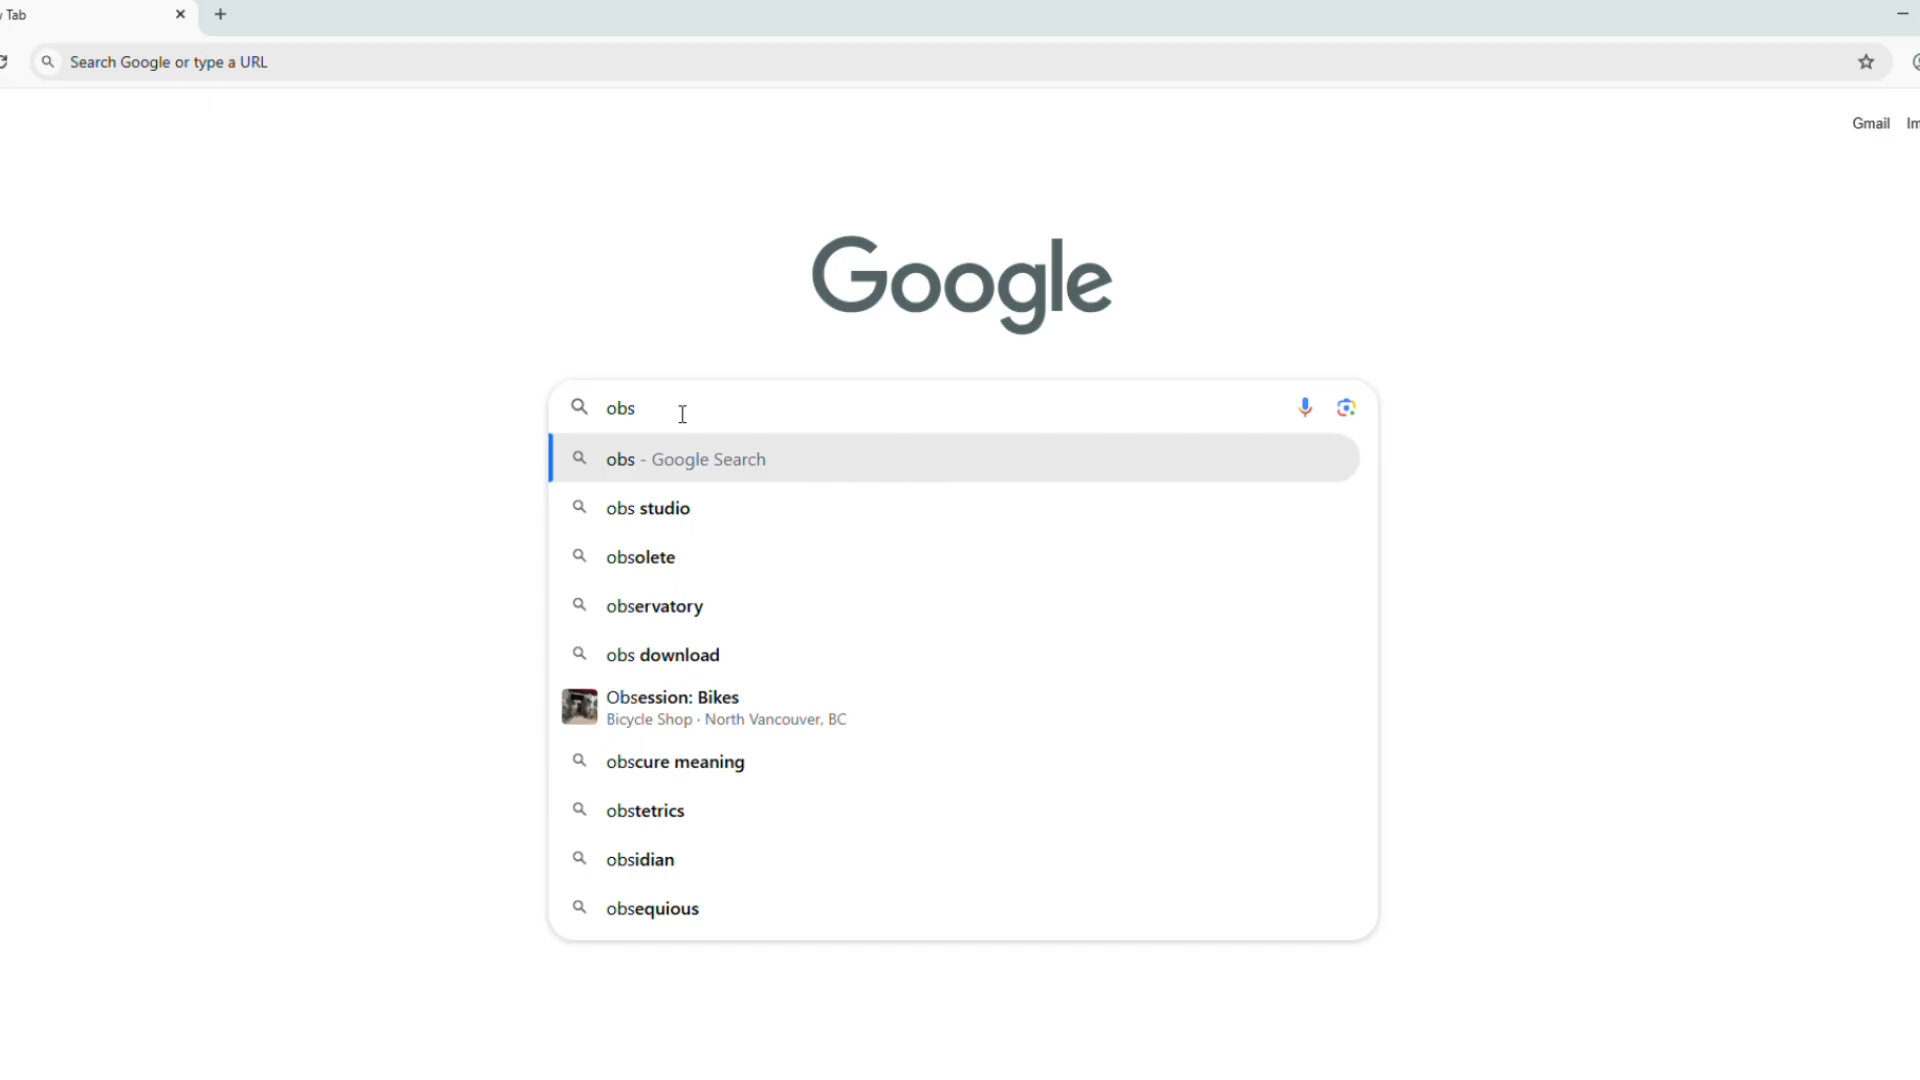 Tab
Search Google or type a URL
Gmail
Google
obs
obs - Google Search
obs studio
obsolete
observatory
obs download
Obsession: Bikes
Bicycle Shop · North Vancouver, BC
obscure meaning
obstetrics
obsidian
obsequious